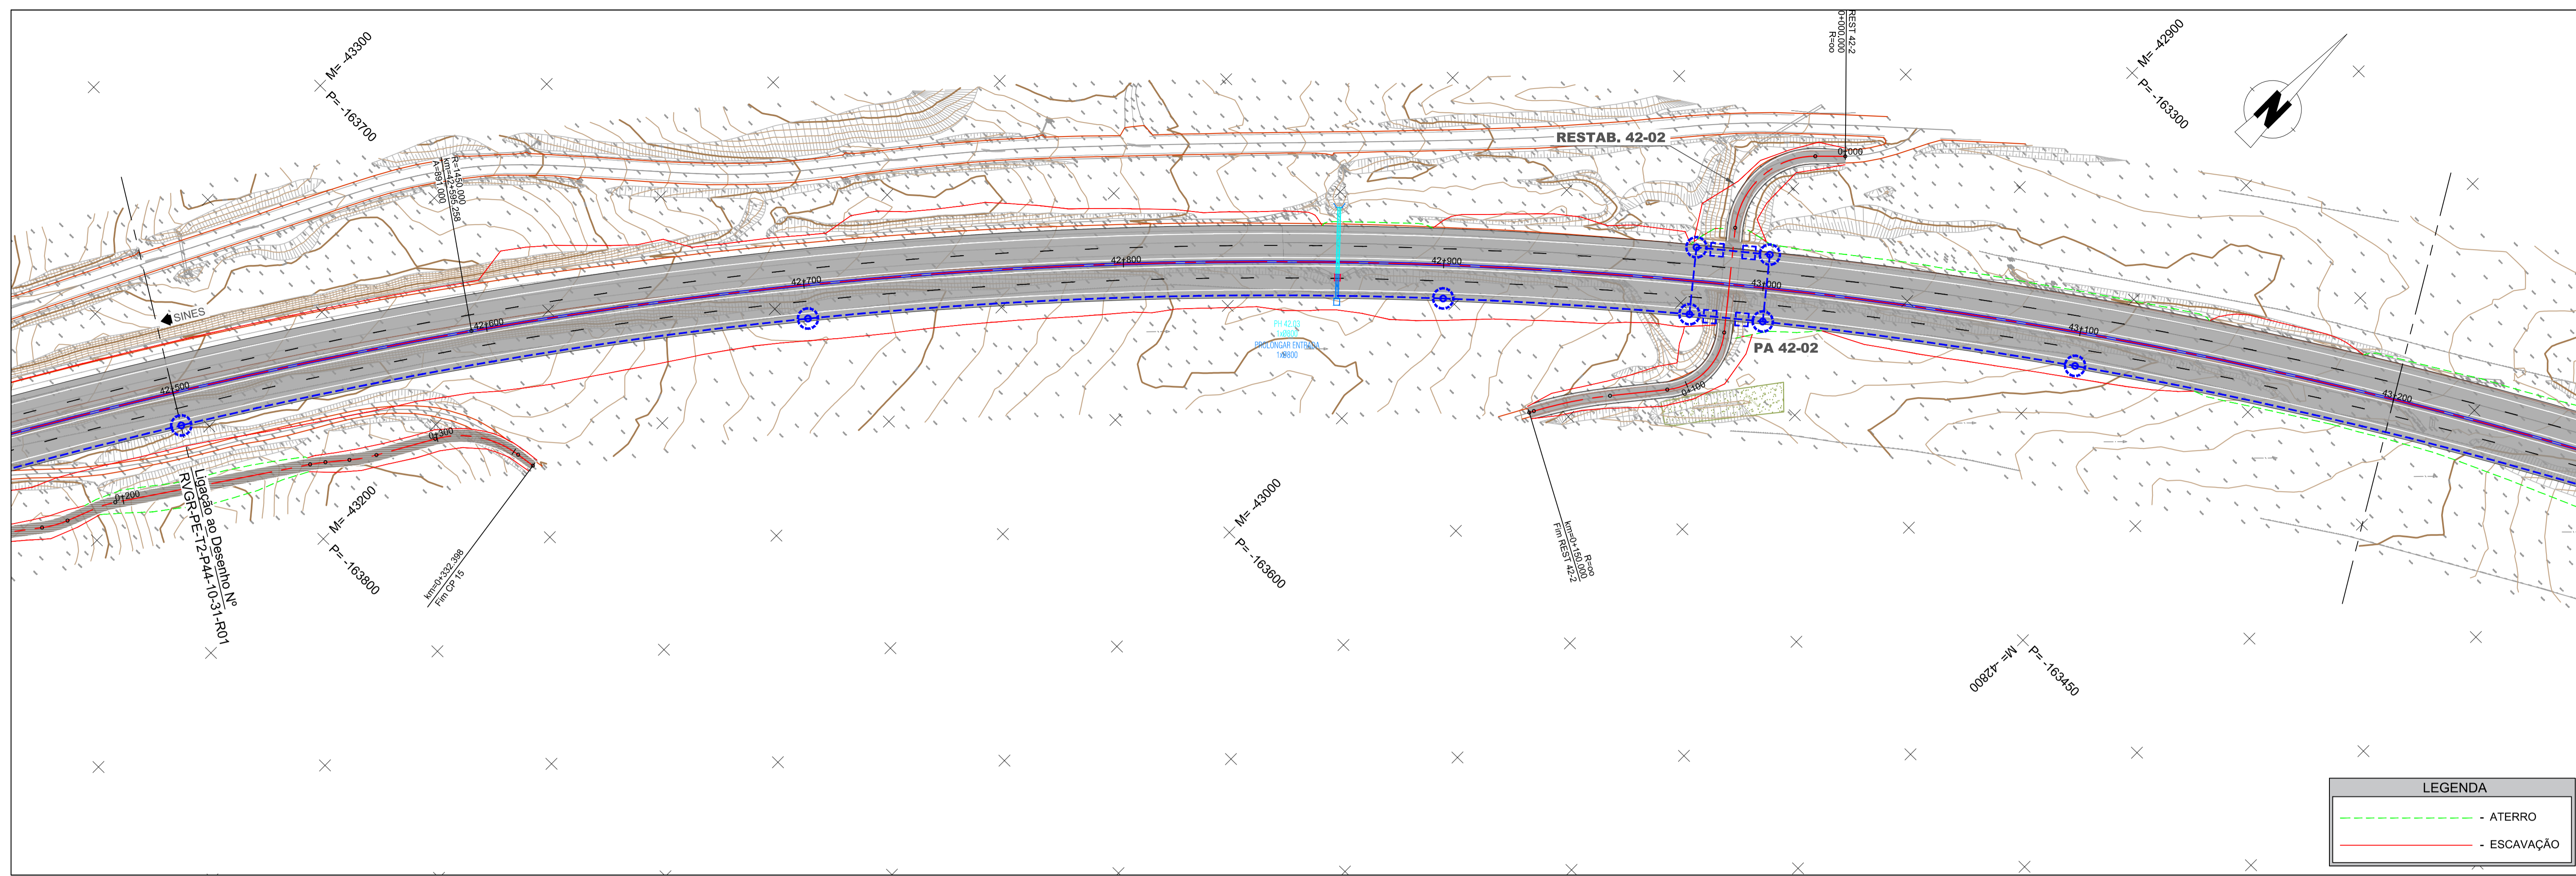 M= -43300
P= -163700
R=1450.000
km=42+595.258
A=891.000
REST 42-2
0+000.000
R=oo
M= -42900
P= -163300
N
RESTAB. 42-02
0+000
SINES
42+500
42+600
42+700
42+800
42+900
43+000
43+100
43+200
PH 42-03
PROLONGAR ENTRADA
PA 42-02
0+100
0+200
0+300
Ligação ao Desenho Nº
RVGR-PE-T2-P44-10-31-R01
M= -43200
P= -163800
km=0+332.398
Fim CP 15
M= -43000
P= -163600
R=oo
km=0+150.000
Fim REST 42-2
M= -42800
P= -163450
LEGENDA
- ATERRO
- ESCAVAÇÃO